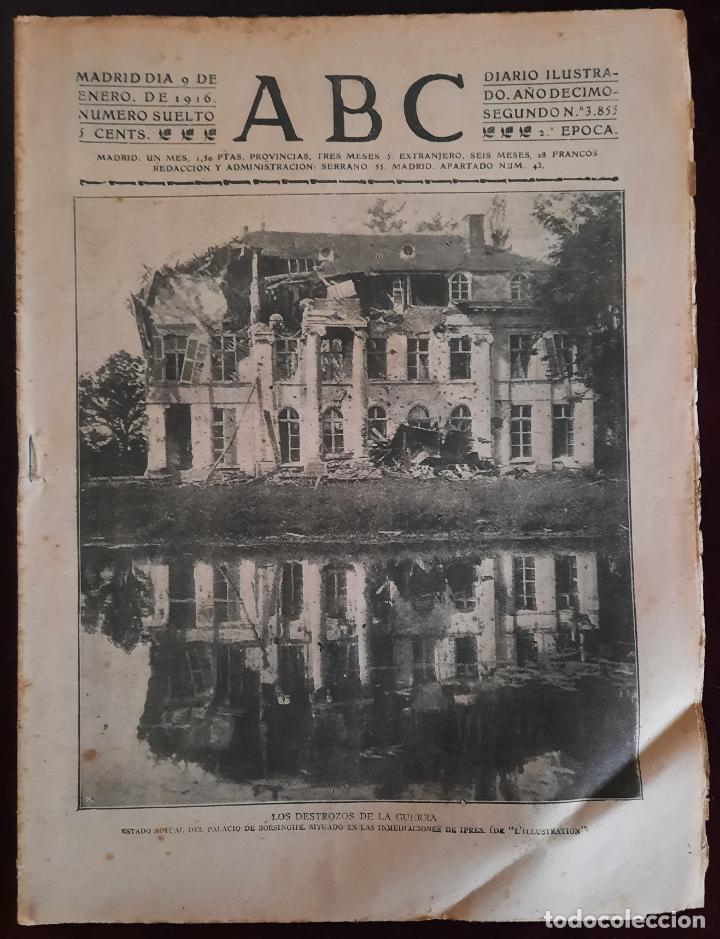 MADRID DIA 9 DE
ENERO. DE 1916.
NUMERO SUELTO
5 CENTS.
ABC
DIARIO ILUSTRA-
DO. AÑO DECIMO-
SEGUNDO N.º 3.855
2.ª EPOCA.
MADRID: UN MES, 1,50 PTAS, PROVINCIAS, TRES MESES 5. EXTRANJERO, SEIS MESES, 28 FRANCOS
REDACCION Y ADMINISTRACION: SERRANO, 55. MADRID. APARTADO NUM. 43.
LOS DESTROZOS DE LA GUERRA
ESTADO ACTUAL DEL PALACIO DE BOESINGHE, SITUADO EN LAS INMEDIACIONES DE IPRES. (DE "L'ILLUSTRATION")
todocoleccion